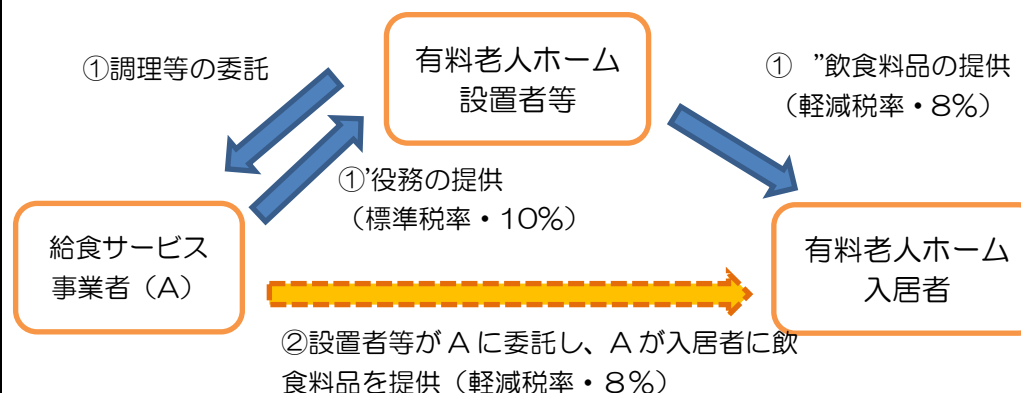 ①調理等の委託
有料老人ホーム
設置者等
① ”飲食料品の提供
（軽減税率・8％）
①’役務の提供
（標準税率・10％）
給食サービス
事業者（A）
有料老人ホーム
入居者
②設置者等が A に委託し、A が入居者に飲
食料品を提供（軽減税率・８％）